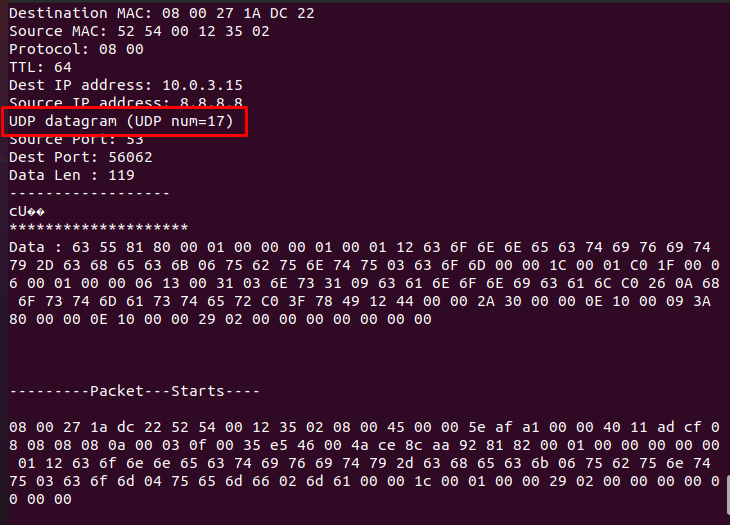 Destination MAC: 08 00 27 1A DC 22
Source MAC: 52 54 00 12 35 02
Protocol: 08 00
TTL: 64
Dest IP address: 10.0.3.15
Source IP address: 8.8.8.8
UDP datagram (UDP num=17)
Source Port: 53
Dest Port: 56062
Data Len : 119
------------------
cU��
********************
Data : 63 55 81 80 00 01 00 00 00 01 00 01 12 63 6F 6E 6E 65 63 74 69 76 69 74
79 2D 63 68 65 63 6B 06 75 62 75 6E 74 75 03 63 6F 6D 00 00 1C 00 01 C0 1F 00 0
6 00 01 00 00 06 13 00 31 03 6E 73 31 09 63 61 6E 6F 6E 69 63 61 6C C0 26 0A 68
6F 73 74 6D 61 73 74 65 72 C0 3F 78 49 12 44 00 00 2A 30 00 00 0E 10 00 09 3A
80 00 00 0E 10 00 00 29 02 00 00 00 00 00 00 00
---------Packet---Starts----
08 00 27 1a dc 22 52 54 00 12 35 02 08 00 45 00 00 5e af a1 00 00 40 11 ad cf 0
8 08 08 08 0a 00 03 0f 00 35 e5 46 00 4a ce 8c aa 92 81 82 00 01 00 00 00 00 00
01 12 63 6f 6e 6e 65 63 74 69 76 69 74 79 2d 63 68 65 63 6b 06 75 62 75 6e 74
75 03 63 6f 6d 04 75 65 6d 66 02 6d 61 00 00 1c 00 01 00 00 29 02 00 00 00 00 0
0 00 00